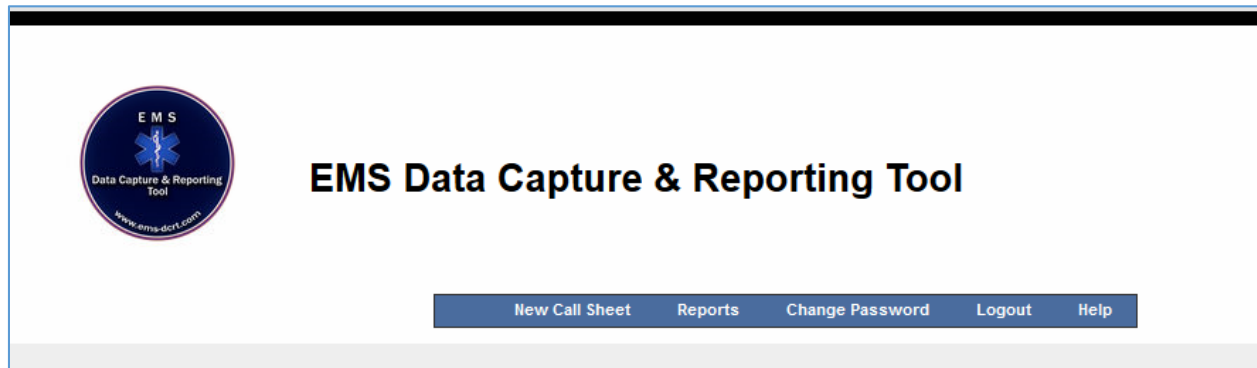 E M S
Data Capture & Reporting
Tool
www.ems-dcrt.com
EMS Data Capture & Reporting Tool
New Call Sheet Reports Change Password Logout Help